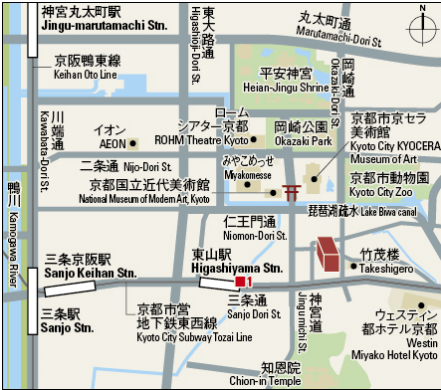 神宮丸太町駅
Jingu-marutamachi Stn.
東大路通
Higashioji-Dori St.
丸太町通
Marutamachi-Dori St.
N
京阪鴨東線
Keihan Oto Line
平安神宮
Heian-Jingu Shrine
岡崎通
Okazaki-Dori St.
川端通
Kawabata-Dori St.
イオン
AEON
ローム
シアター京都
ROHM Theatre Kyoto
岡崎公園
Okazaki Park
京都市京セラ
美術館
Kyoto City KYOCERA
Museum of Art
二条通 Nijo-Dori St.
みやこめっせ
Miyakomesse
京都国立近代美術館
National Museum of Modern Art, Kyoto
京都市動物園
Kyoto City Zoo
琵琶湖疏水 Lake Biwa canal
鴨川 Kamogawa River
仁王門通
Niomon-Dori St.
三条京阪駅
Sanjo Keihan Stn.
東山駅
Higashiyama Stn.
1
竹茂楼
Takeshigero
三条駅
Sanjo Stn.
京都市営
地下鉄東西線
Kyoto City Subway Tozai Line
三条通
Sanjo Dori St.
神宮道
Jingumichi St.
ウェスティン
都ホテル京都
Westin
Miyako Hotel Kyoto
知恩院
Chion-in Temple